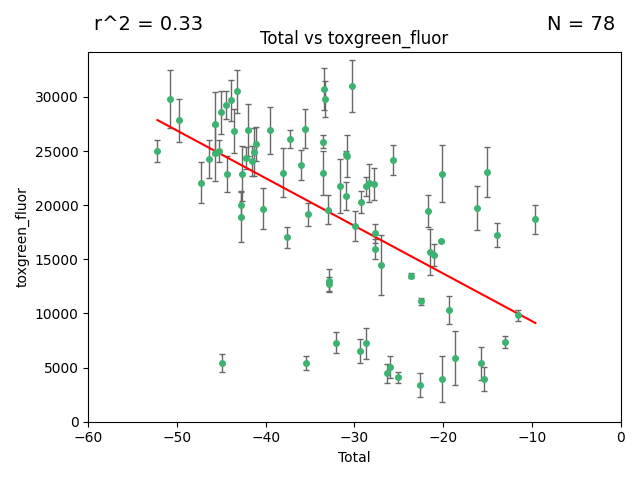 r^2 = 0.33
N = 78
Total vs toxgreen_fluor
toxgreen_fluor
30000
25000
20000
15000
10000
5000
0
−60
−50
−40
−30
−20
−10
0
Total